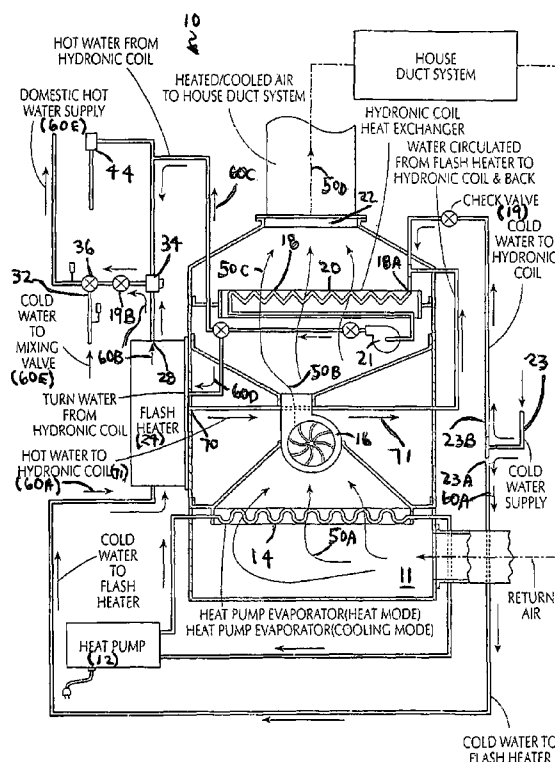 10
HOT WATER FROM
HYDRONIC COIL
HEATED/COOLED AIR
TO HOUSE DUCT SYSTEM
HOUSE
DUCT SYSTEM
DOMESTIC HOT
WATER SUPPLY
(60E)
44
HYDRONIC COIL
HEAT EXCHANGER
WATER CIRCULATED
FROM FLASH HEATER TO
HYDRONIC COIL & BACK
60C
50D
22
CHECK VALVE
(19)
COLD
WATER TO
HYDRONIC
COIL
36
34
32
50C
18
20
18A
19B
21
COLD
WATER
TO
MIXING
VALVE
(60E)
60B
28
50B
60D
23
TURN WATER
FROM
HYDRONIC COIL
FLASH
HEATER
(24)
70
16
71
23B
HOT WATER TO
HYDRONIC COIL (71)
(60A)
23A
60A
COLD
WATER
SUPPLY
COLD
WATER
TO
FLASH
HEATER
14
50A
11
RETURN
AIR
HEAT PUMP EVAPORATOR(HEAT MODE)
HEAT PUMP EVAPORATOR(COOLING MODE)
HEAT PUMP
(12)
COLD WATER TO
FLASH HEATER